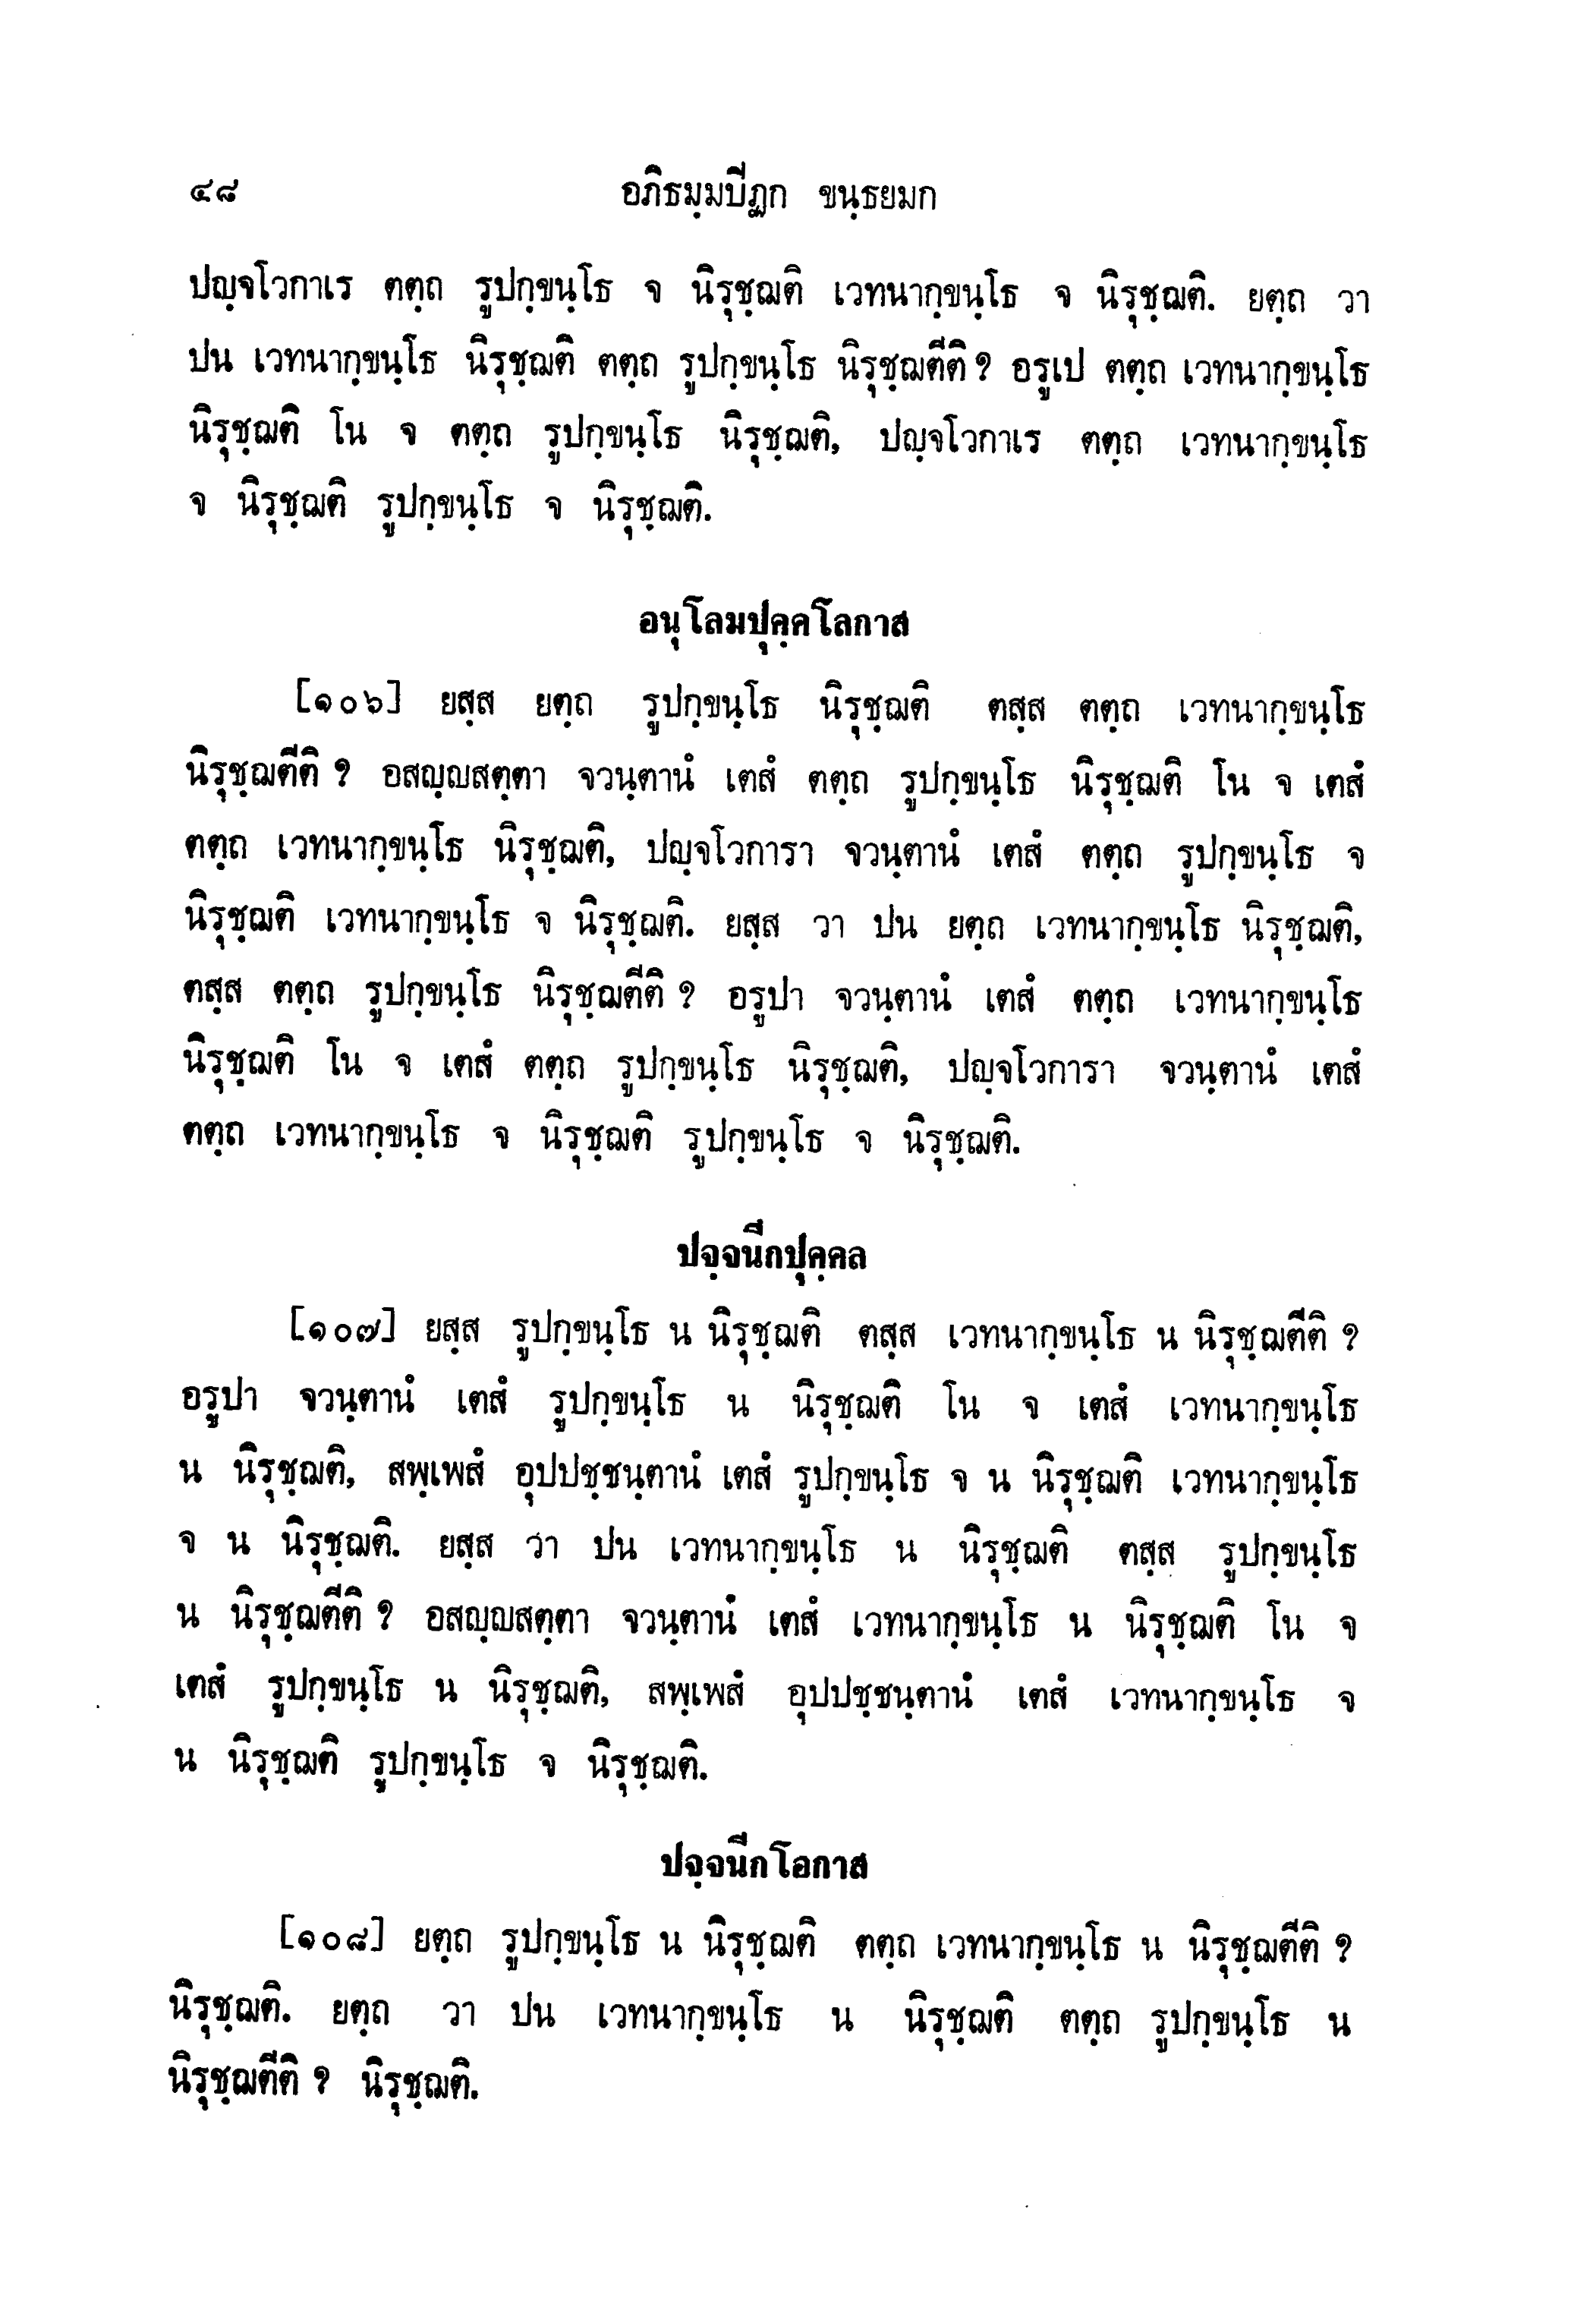 ๔๘ อภิธมฺมปีฏก ขนฺธยมก
ปญฺจโวกาเร ตตฺถ รูปกฺขนฺโธ จ นิรุชฺฌติ เวทนากฺขนฺโธ จ นิรุชฺฌติ. ยตฺถ วา
ปน เวทนากฺขนฺโธ นิรุชฺฌติ ตตฺถ รูปกฺขนฺโธ นิรุชฺฌตีติ ? อรูเป ตตฺถ เวทนากฺขนฺโธ
นิรุชฺฌติ โน จ ตตฺถ รูปกฺขนฺโธ นิรุชฺฌติ, ปญฺจโวกาเร ตตฺถ เวทนากฺขนฺโธ
จ นิรุชฺฌติ รูปกฺขนฺโธ จ นิรุชฺฌติ.
อนุโลมปุคฺคโลกาส
[๑๐๖] ยสฺส ยตฺถ รูปกฺขนฺโธ นิรุชฺฌติ ตสฺส ตตฺถ เวทนากฺขนฺโธ
นิรุชฺฌตีติ ? อสญฺญสตฺตา จวนฺตานํ เตสํ ตตฺถ รูปกฺขนฺโธ นิรุชฺฌติ โน จ เตสํ
ตตฺถ เวทนากฺขนฺโธ นิรุชฺฌติ, ปญฺจโวการา จวนฺตานํ เตสํ ตตฺถ รูปกฺขนฺโธ จ
นิรุชฺฌติ เวทนากฺขนฺโธ จ นิรุชฺฌติ. ยสฺส วา ปน ยตฺถ เวทนากฺขนฺโธ นิรุชฺฌติ,
ตสฺส ตตฺถ รูปกฺขนฺโธ นิรุชฺฌตีติ ? อรูปา จวนฺตานํ เตสํ ตตฺถ เวทนากฺขนฺโธ
นิรุชฺฌติ โน จ เตสํ ตตฺถ รูปกฺขนฺโธ นิรุชฺฌติ, ปญฺจโวการา จวนฺตานํ เตสํ
ตตฺถ เวทนากฺขนฺโธ จ นิรุชฺฌติ รูปกฺขนฺโธ จ นิรุชฺฌติ.
ปจฺจนีกปุคฺคล
[๑๐๗] ยสฺส รูปกฺขนฺโธ น นิรุชฺฌติ ตสฺส เวทนากฺขนฺโธ น นิรุชฺฌตีติ ?
อรูปา จวนฺตานํ เตสํ รูปกฺขนฺโธ น นิรุชฺฌติ โน จ เตสํ เวทนากฺขนฺโธ
น นิรุชฺฌติ, สพฺเพสํ อุปปชฺชนฺตานํ เตสํ รูปกฺขนฺโธ จ น นิรุชฺฌติ เวทนากฺขนฺโธ
จ น นิรุชฺฌติ. ยสฺส วา ปน เวทนากฺขนฺโธ น นิรุชฺฌติ ตสฺส รูปกฺขนฺโธ
น นิรุชฺฌตีติ ? อสญฺญสตฺตา จวนฺตานํ เตสํ เวทนากฺขนฺโธ น นิรุชฺฌติ โน จ
เตสํ รูปกฺขนฺโธ น นิรุชฺฌติ, สพฺเพสํ อุปปชฺชนฺตานํ เตสํ เวทนากฺขนฺโธ จ
น นิรุชฺฌติ รูปกฺขนฺโธ จ นิรุชฺฌติ.
ปจฺจนีกโอกาส
[๑๐๘] ยตฺถ รูปกฺขนฺโธ น นิรุชฺฌติ ตตฺถ เวทนากฺขนฺโธ น นิรุชฺฌตีติ ?
นิรุชฺฌติ. ยตฺถ วา ปน เวทนากฺขนฺโธ น นิรุชฺฌติ ตตฺถ รูปกฺขนฺโธ น
นิรุชฺฌตีติ ? นิรุชฺฌติ.